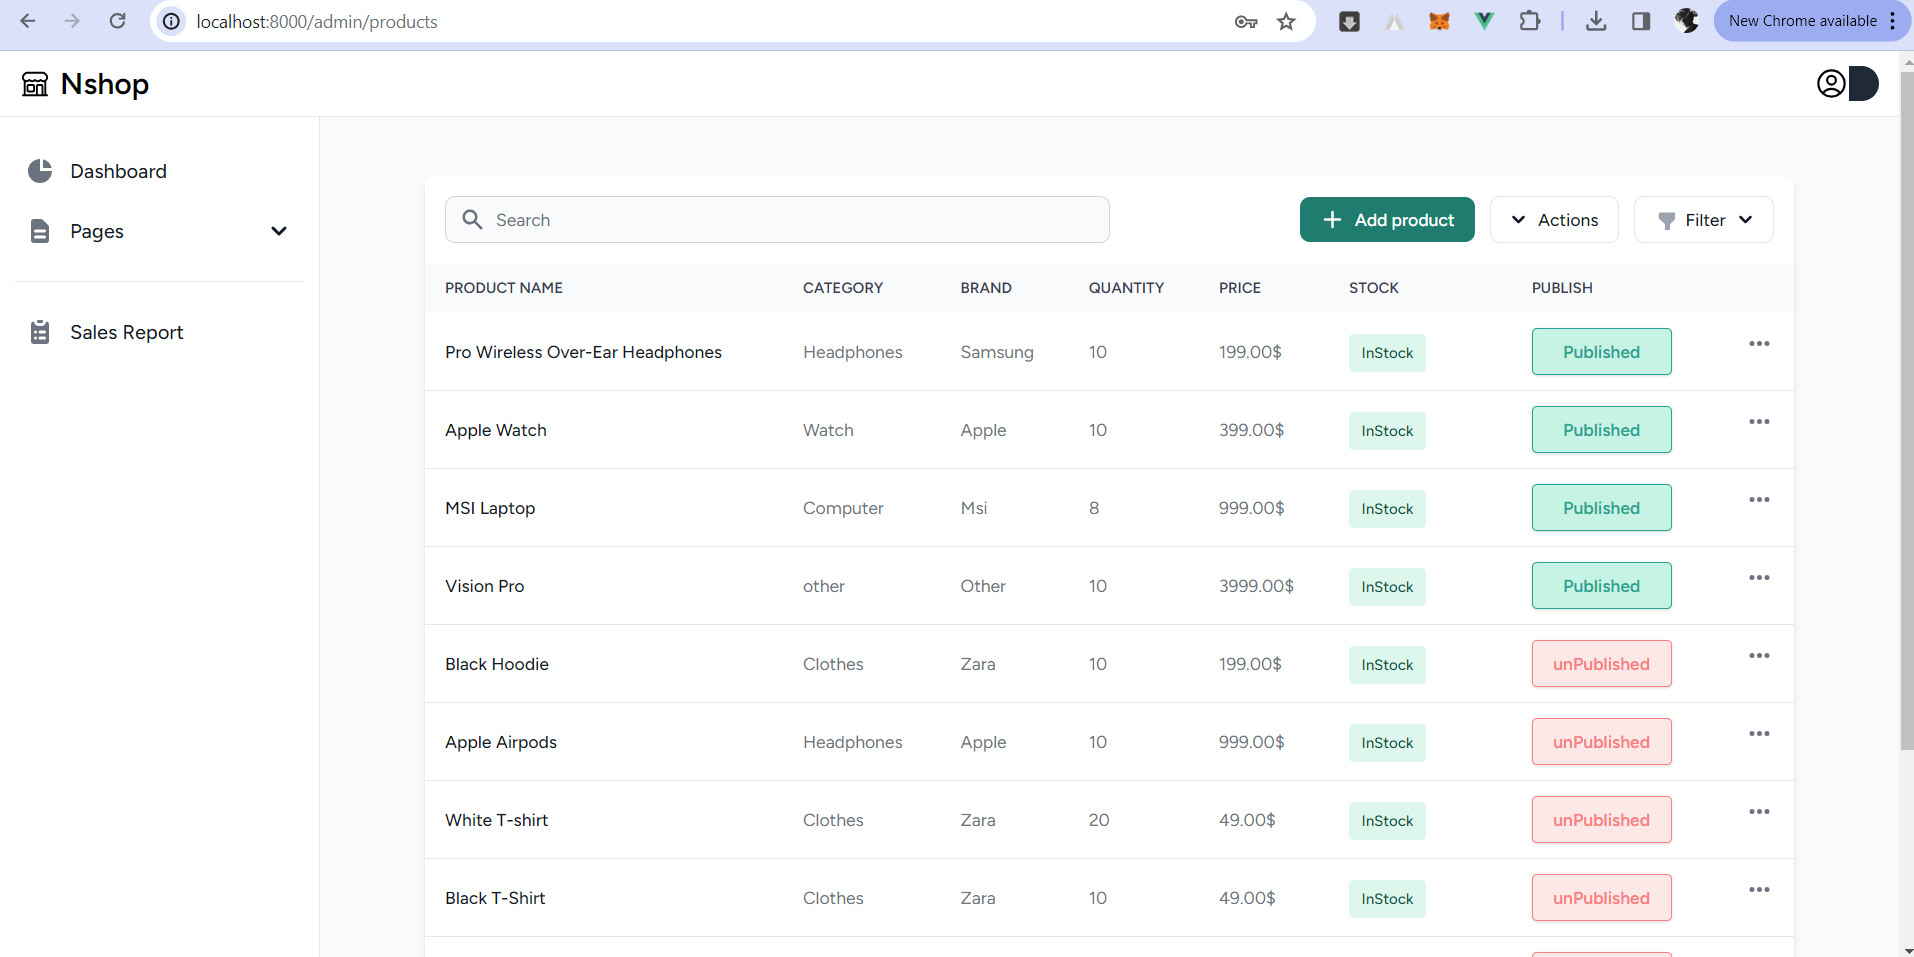 localhost:8000/admin/products
New Chrome available
Nshop
Dashboard
Pages
Sales Report
Search
Add product
Actions
Filter
PRODUCT NAME CATEGORY BRAND QUANTITY PRICE STOCK PUBLISH
Pro Wireless Over-Ear Headphones Headphones Samsung 10 199.00$ InStock Published
Apple Watch Watch Apple 10 399.00$ InStock Published
MSI Laptop Computer Msi 8 999.00$ InStock Published
Vision Pro other Other 10 3999.00$ InStock Published
Black Hoodie Clothes Zara 10 199.00$ InStock unPublished
Apple Airpods Headphones Apple 10 999.00$ InStock unPublished
White T-shirt Clothes Zara 20 49.00$ InStock unPublished
Black T-Shirt Clothes Zara 10 49.00$ InStock unPublished